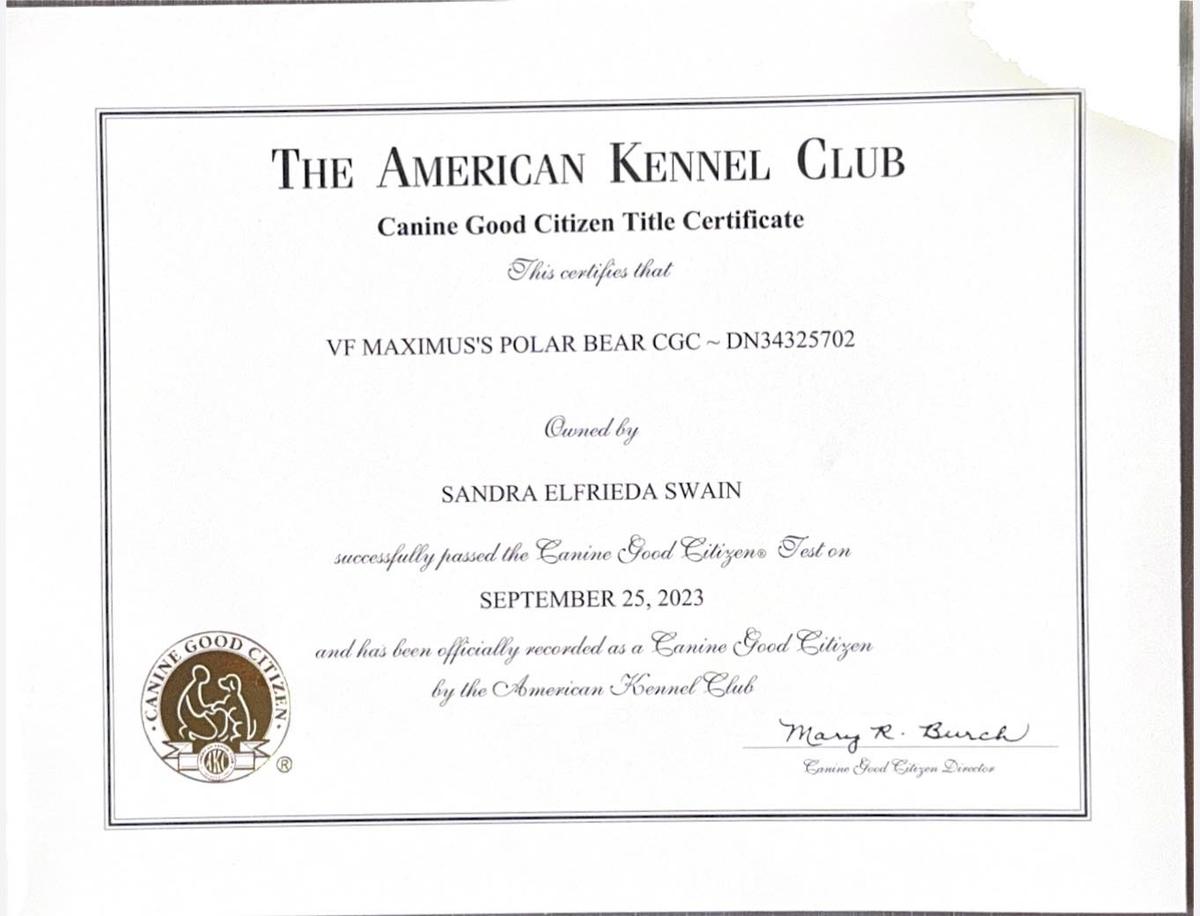 THE AMERICAN KENNEL CLUB
Canine Good Citizen Title Certificate
This certifies that
VF MAXIMUS'S POLAR BEAR CGC ~ DN34325702
Owned by
SANDRA ELFRIEDA SWAIN
successfully passed the Canine Good Citizen® Test on
SEPTEMBER 25, 2023
and has been officially recorded as a Canine Good Citizen
by the American Kennel Club
· CANINE GOOD CITIZEN ·
AKC
®
Mary R. Burch
Canine Good Citizen Director